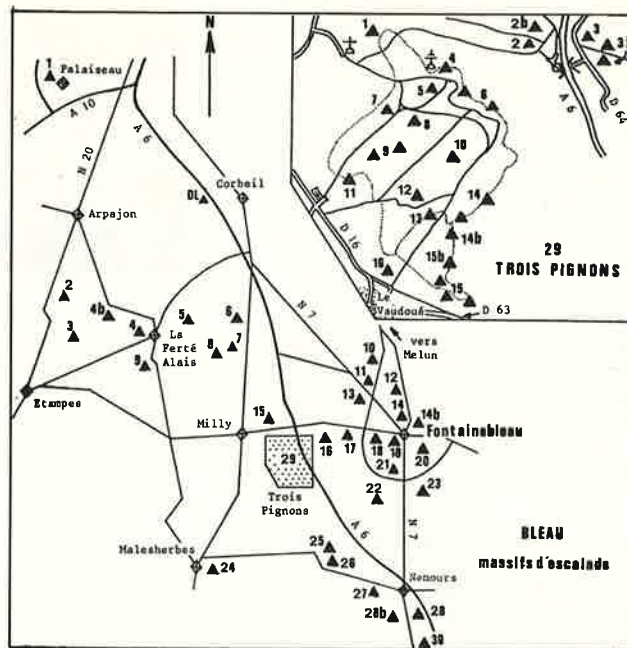 N
1
Palaiseau
A 10
N 20
A 6
DL
Corbeil
Arpajon
2
3
4b
4
La
Ferté
Alais
5
6
7
8
9
N 7
Etampes
Milly
15
29
Trois
Pignons
16
17
18
18
21
10
11
12
13
14
14b
Fontainebleau
20
22
23
vers
Melun
A 6
N 7
Malesherbes
24
25
26
Nemours
27
28
28b
30
BLEAU
massifs d'escalade
1
2b
2
3
4
5
6
7
8
9
10
11
12
13
14
14b
15b
15
16
A 6
D 64
D 16
Le
Vaudoué
D 63
29
TROIS PIGNONS